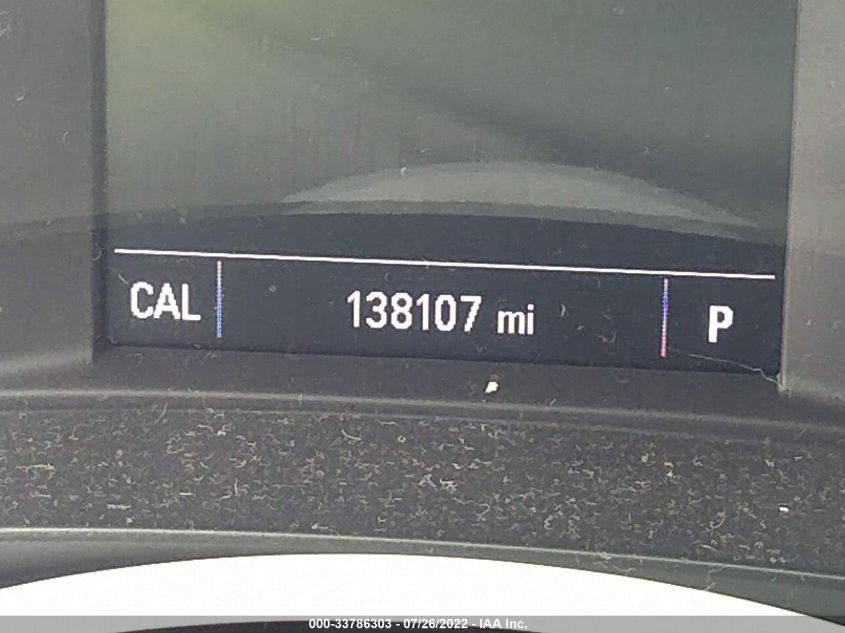 CAL 138107 mi P
000-33786303 - 07/26/2022 - IAA Inc.